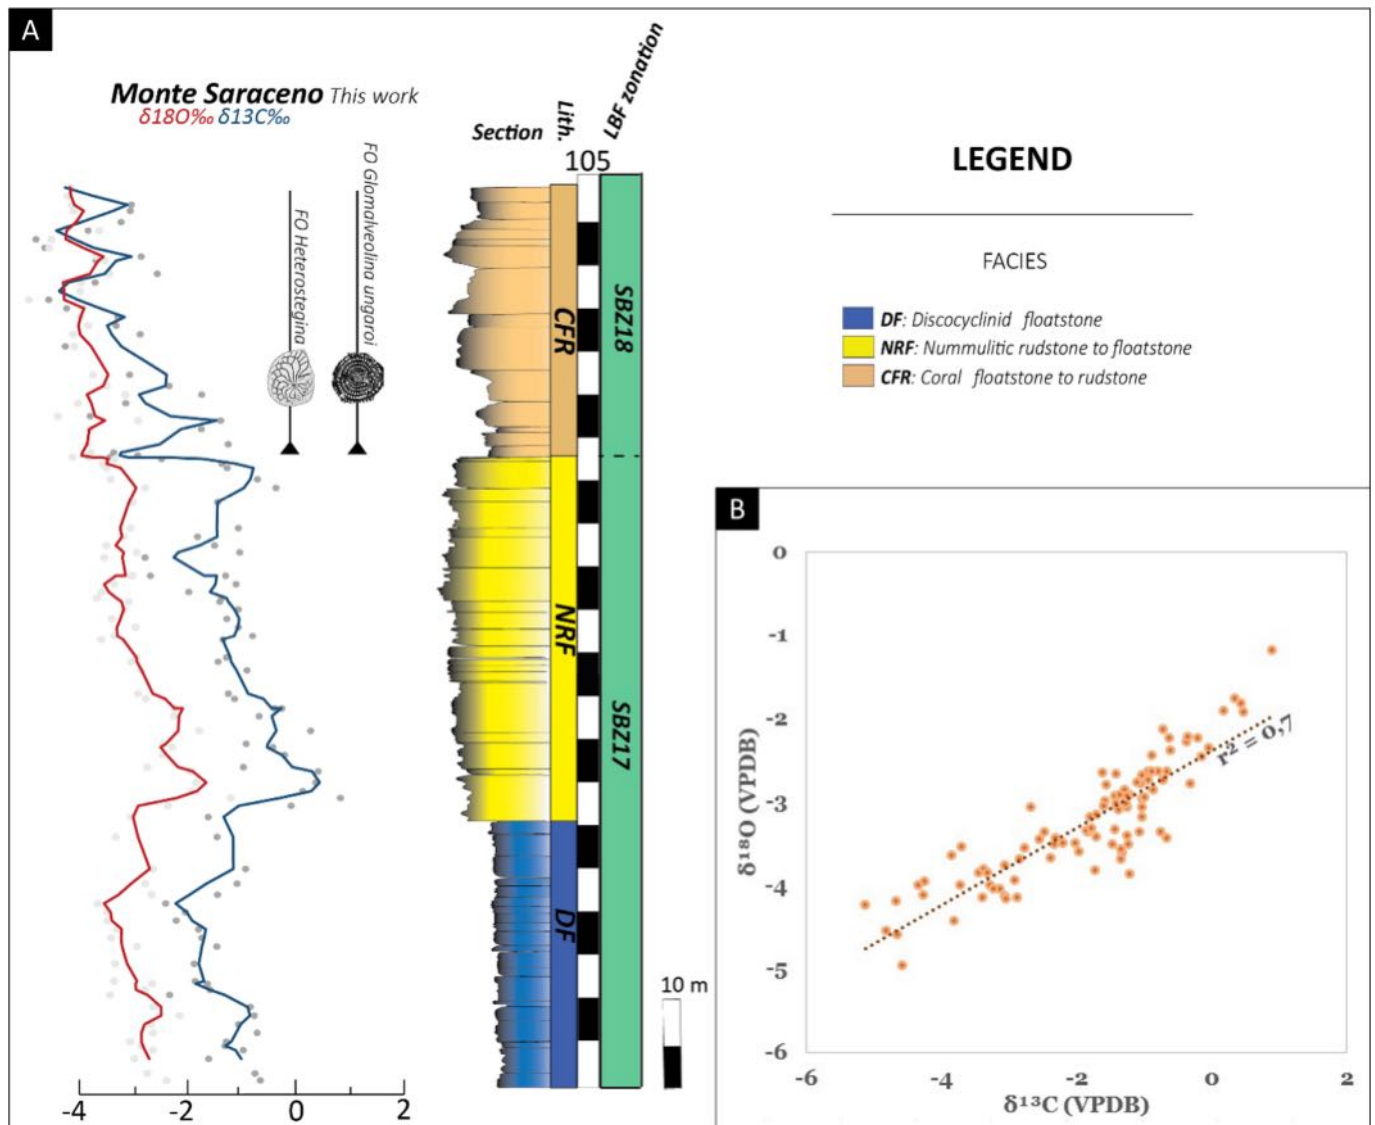 A
Monte Saraceno This work
δ18O‰ δ13C‰
FO Heterostegina
FO Glomalveolina ungaroi
Section
Lith.
LBF zonation
105
CFR
NRF
DF
SBZ18
SBZ17
10 m
-4 -2 0 2
LEGEND
FACIES
DF: Discocyclinid floatstone
NRF: Nummulitic rudstone to floatstone
CFR: Coral floatstone to rudstone
B
0
-1
-2
-3
-4
-5
-6
δ¹⁸O (VPDB)
r² = 0,7
-6 -4 -2 0 2
δ¹³C (VPDB)